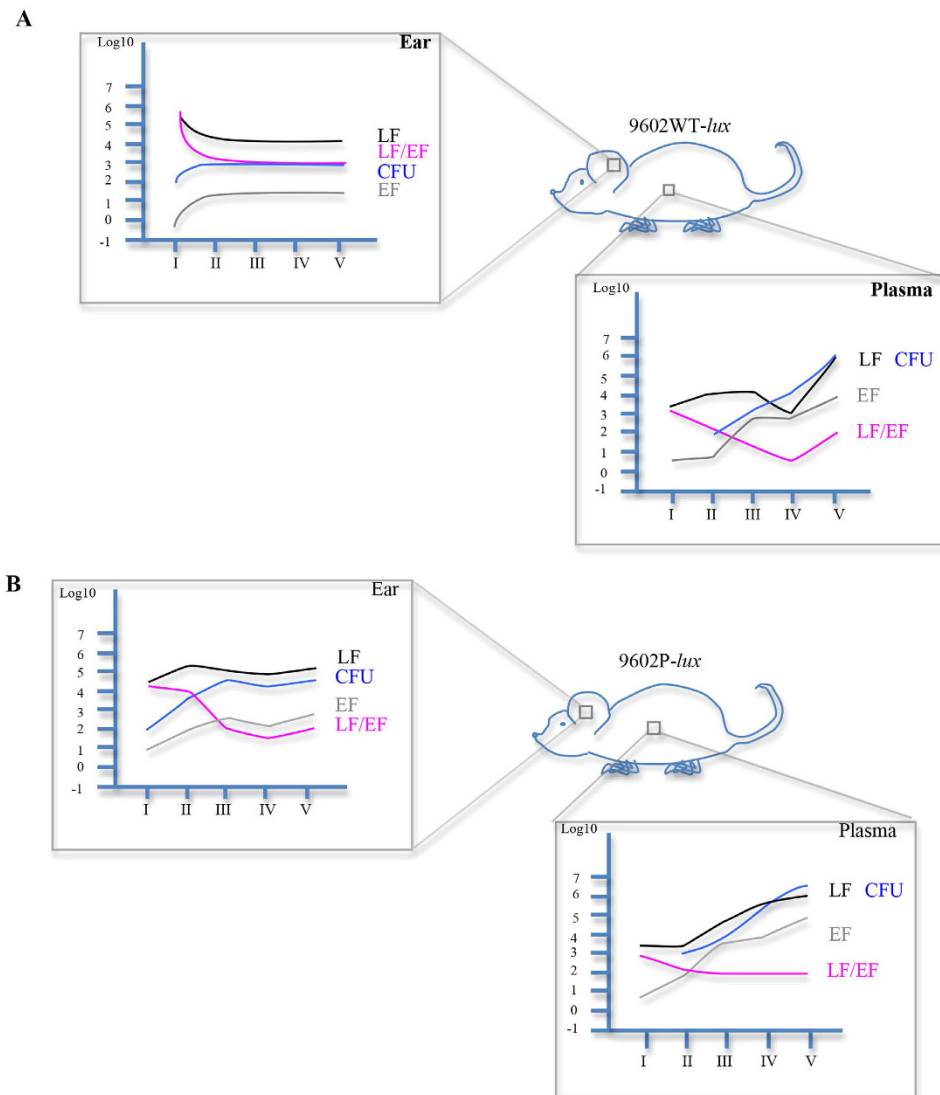 A
Log10
Ear
7
6
5
4
3
2
1
0
-1
LF
LF/EF
CFU
EF
I II III IV V
9602WT-lux
Log10
Plasma
7
6
5
4
3
2
1
0
-1
LF CFU
EF
LF/EF
I II III IV V
B
Log10
Ear
7
6
5
4
3
2
1
0
-1
LF
CFU
EF
LF/EF
I II III IV V
9602P-lux
Log10
Plasma
7
6
5
4
3
2
1
0
-1
LF CFU
EF
LF/EF
I II III IV V